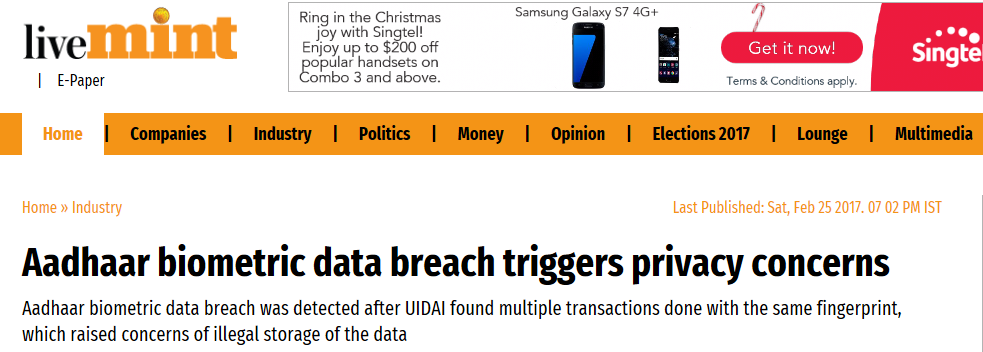 livemint
| E-Paper
Ring in the Christmas
joy with Singtel!
Enjoy up to $200 off
popular handsets on
Combo 3 and above.
Samsung Galaxy S7 4G+
Get it now!
Terms & Conditions apply.
Singtel
Home | Companies | Industry | Politics | Money | Opinion | Elections 2017 | Lounge | Multimedia
Home » Industry
Last Published: Sat, Feb 25 2017. 07 02 PM IST
Aadhaar biometric data breach triggers privacy concerns
Aadhaar biometric data breach was detected after UIDAI found multiple transactions done with the same fingerprint,
which raised concerns of illegal storage of the data